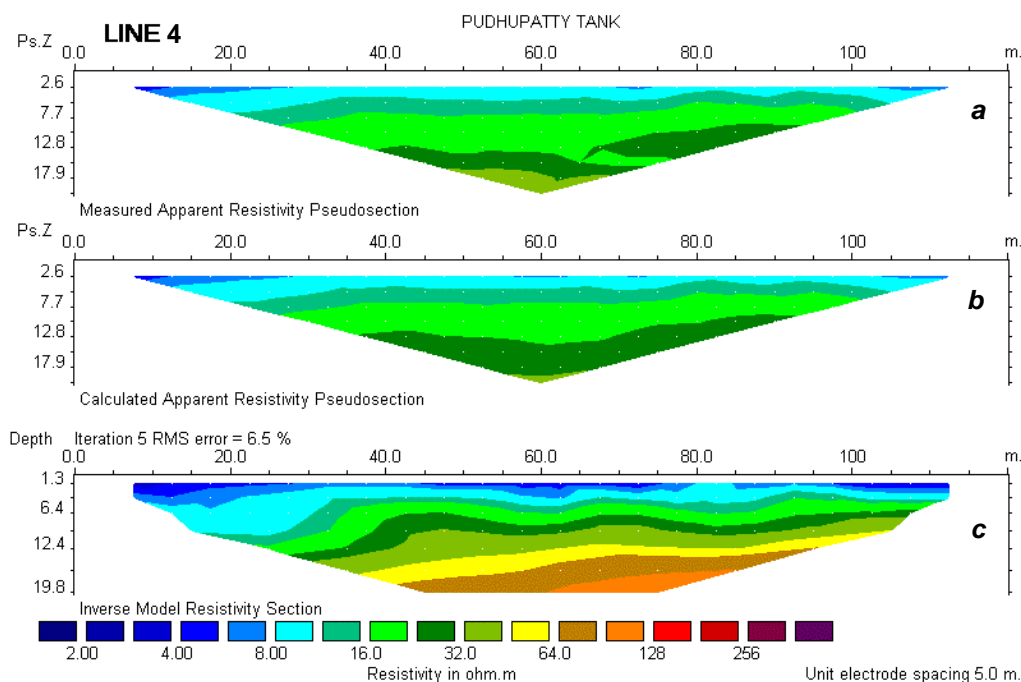 PUDHUPATTY TANK
LINE 4
Ps.Z 0.0 20.0 40.0 60.0 80.0 100 m.
2.6
7.7
12.8
17.9
a
Measured Apparent Resistivity Pseudosection
Ps.Z 0.0 20.0 40.0 60.0 80.0 100 m.
2.6
7.7
12.8
17.9
b
Calculated Apparent Resistivity Pseudosection
Depth Iteration 5 RMS error = 6.5 %
0.0 20.0 40.0 60.0 80.0 100 m.
1.3
6.4
12.4
19.8
c
Inverse Model Resistivity Section
2.00 4.00 8.00 16.0 32.0 64.0 128 256
Resistivity in ohm.m Unit electrode spacing 5.0 m.